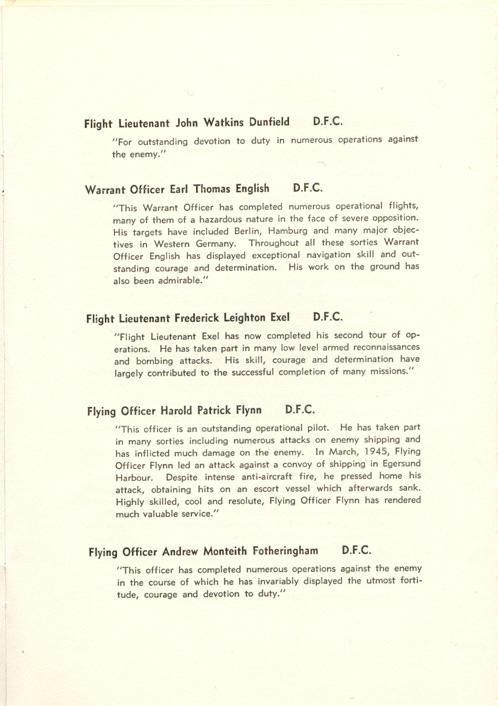 Flight Lieutenant John Watkins Dunfield D.F.C.
"For outstanding devotion to duty in numerous operations against
the enemy."
Warrant Officer Earl Thomas English D.F.C.
"This Warrant Officer has completed numerous operational flights,
many of them of a hazardous nature in the face of severe opposition.
His targets have included Berlin, Hamburg and many major objec-
tives in Western Germany. Throughout all these sorties Warrant
Officer English has displayed exceptional navigation skill and out-
standing courage and determination. His work on the ground has
also been admirable."
Flight Lieutenant Frederick Leighton Exel D.F.C.
"Flight Lieutenant Exel has now completed his second tour of op-
erations. He has taken part in many low level armed reconnaissances
and bombing attacks. His skill, courage and determination have
largely contributed to the successful completion of many missions."
Flying Officer Harold Patrick Flynn D.F.C.
"This officer is an outstanding operational pilot. He has taken part
in many sorties including numerous attacks on enemy shipping and
has inflicted much damage on the enemy. In March, 1945, Flying
Officer Flynn led an attack against a convoy of shipping in Egersund
Harbour. Despite intense anti-aircraft fire, he pressed home his
attack, obtaining hits on an escort vessel which afterwards sank.
Highly skilled, cool and resolute, Flying Officer Flynn has rendered
much valuable service."
Flying Officer Andrew Monteith Fotheringham D.F.C.
"This officer has completed numerous operations against the enemy
in the course of which he has invariably displayed the utmost forti-
tude, courage and devotion to duty."